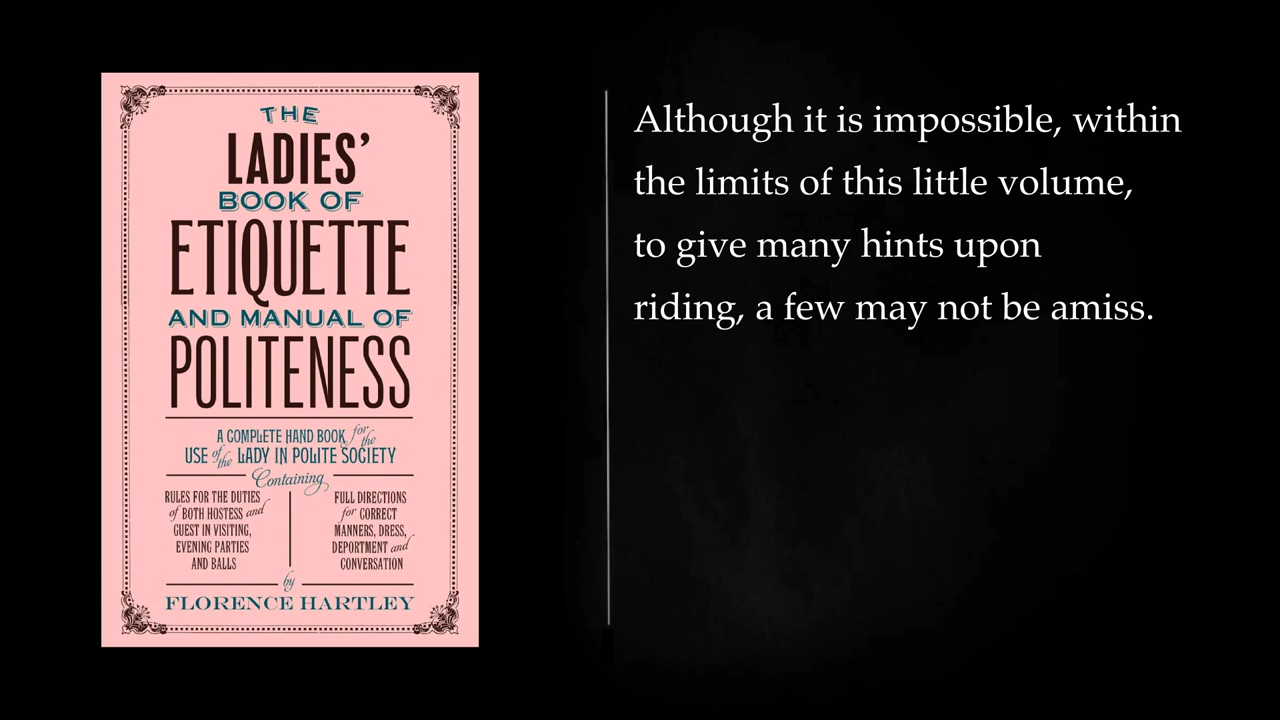 THE
LADIES'
BOOK OF
ETIQUETTE
AND MANUAL OF
POLITENESS
A COMPLETE HAND BOOK for the
USE of the LADY IN POLITE SOCIETY
Containing
RULES FOR THE DUTIES
of BOTH HOSTESS and
GUEST IN VISITING,
EVENING PARTIES
AND BALLS
FULL DIRECTIONS
for CORRECT
MANNERS, DRESS,
DEPORTMENT and
CONVERSATION
by
FLORENCE HARTLEY
Although it is impossible, within
the limits of this little volume,
to give many hints upon
riding, a few may not be amiss.